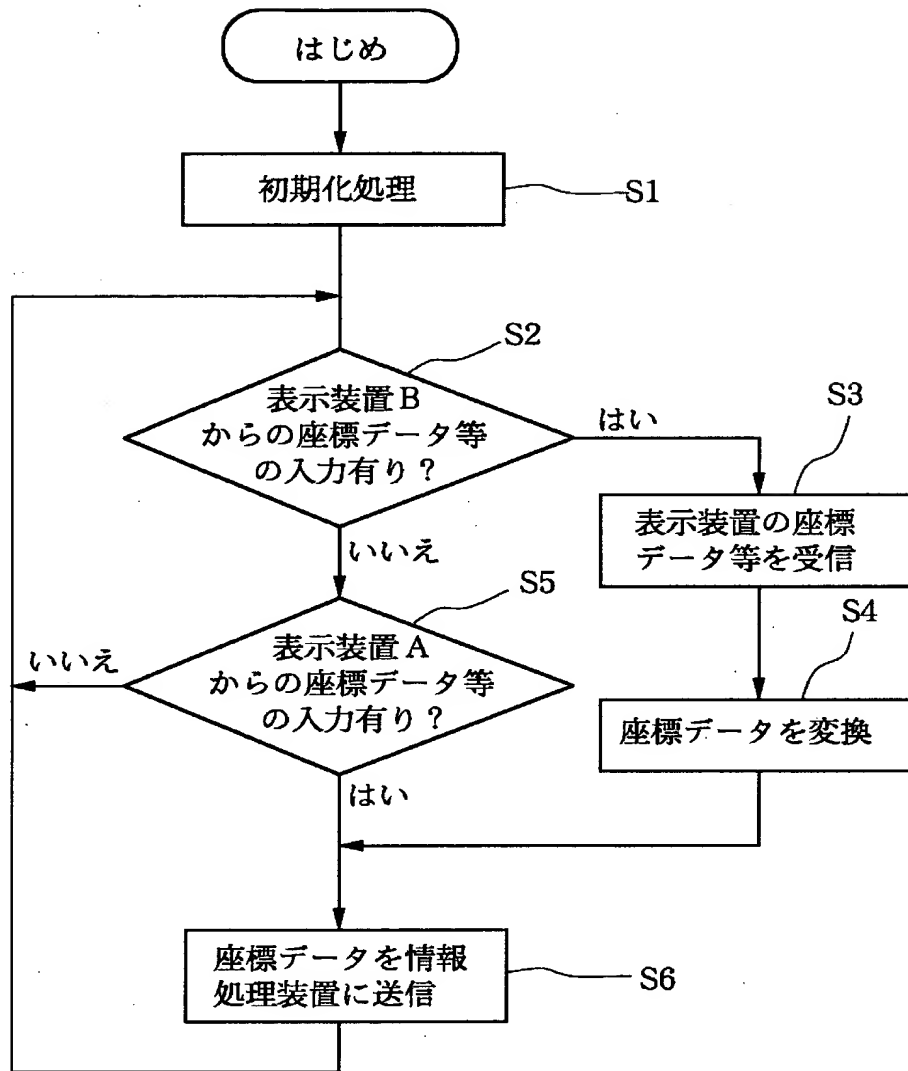 はじめ
初期化処理
S1
S2
表示装置B
からの座標データ等
の入力有り？
はい
S3
表示装置の座標
データ等を受信
いいえ
S5
S4
表示装置A
からの座標データ等
の入力有り？
いいえ
座標データを変換
はい
座標データを情報
処理装置に送信
S6